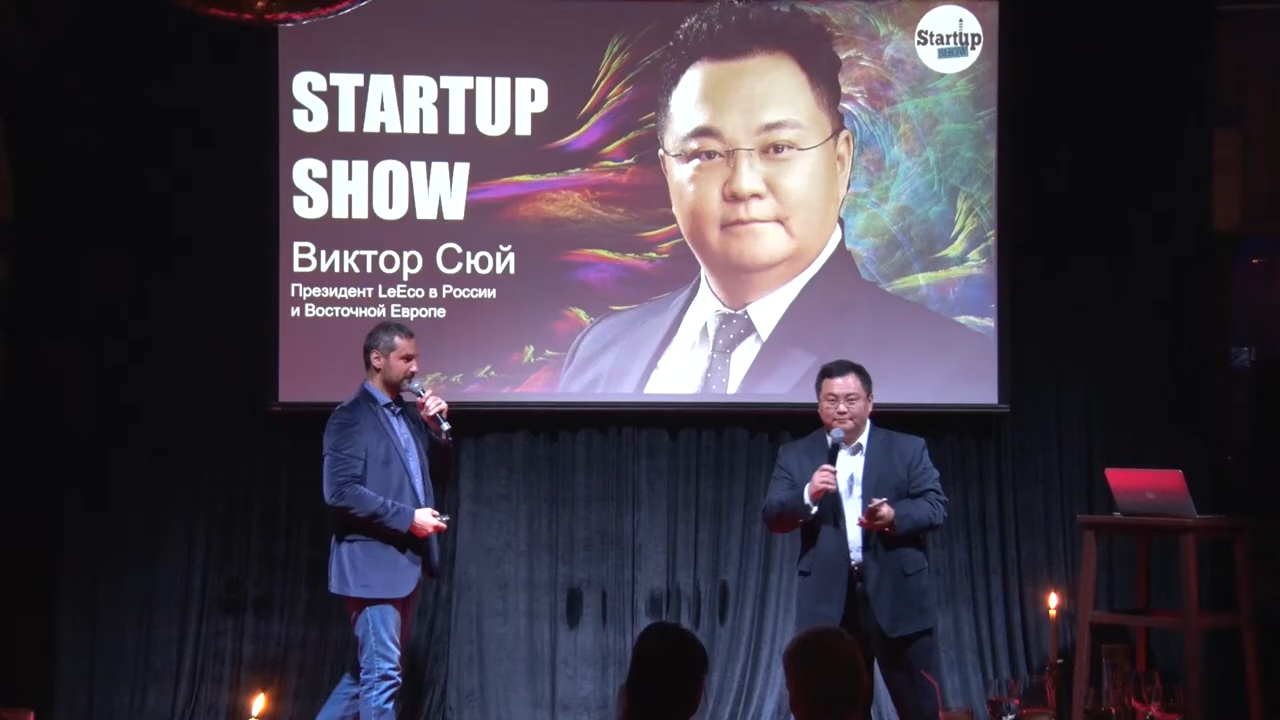 STARTUP
SHOW
Виктор Сюй
Президент LeEco в России
и Восточной Европе
Startup
SHOW